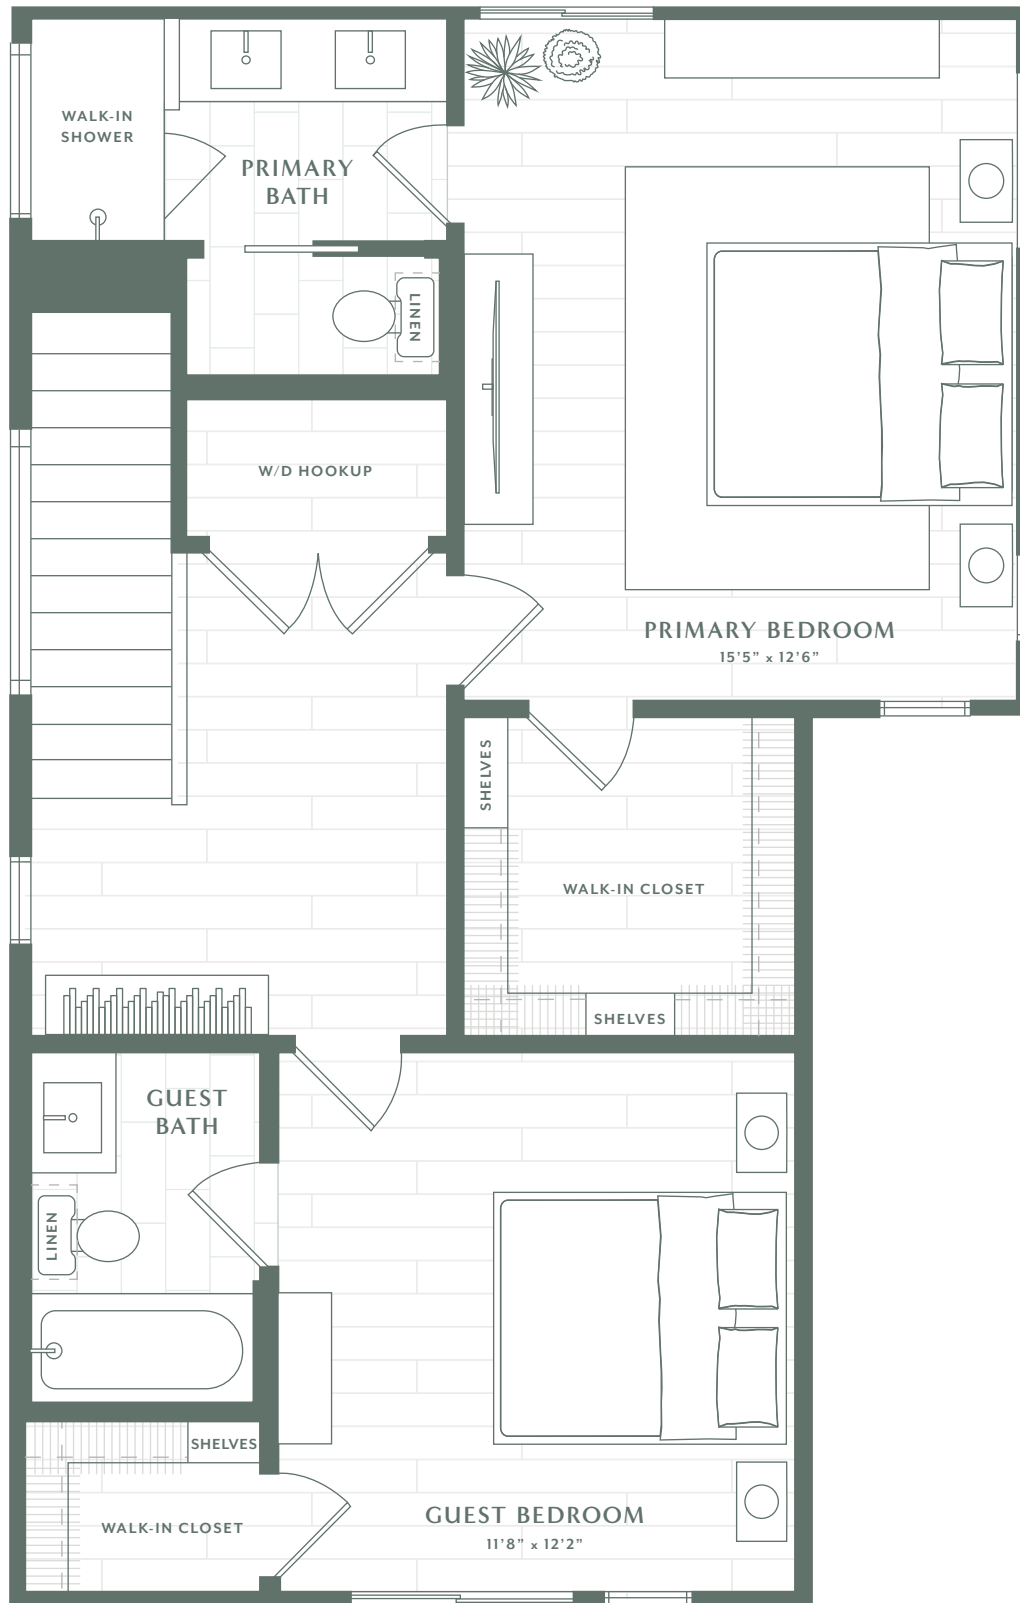 WALK-IN
SHOWER
PRIMARY
BATH
LINEN
W/D HOOKUP
PRIMARY BEDROOM
15’5” x 12’6”
SHELVES
WALK-IN CLOSET
SHELVES
GUEST
BATH
LINEN
SHELVES
WALK-IN CLOSET
GUEST BEDROOM
11’8” x 12’2”